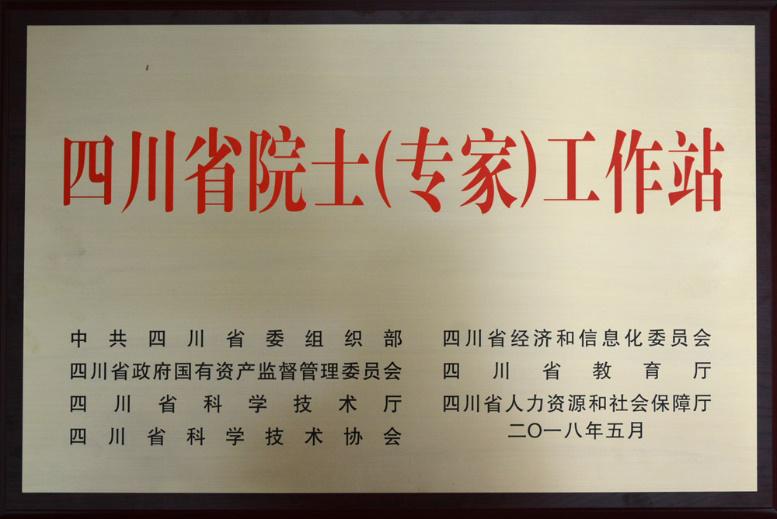 四川省院士(专家)工作站
中共四川省委组织部
四川省政府国有资产监督管理委员会
四川省科学技术厅
四川省科学技术协会
四川省经济和信息化委员会
四川省教育厅
四川省人力资源和社会保障厅
二〇一八年五月